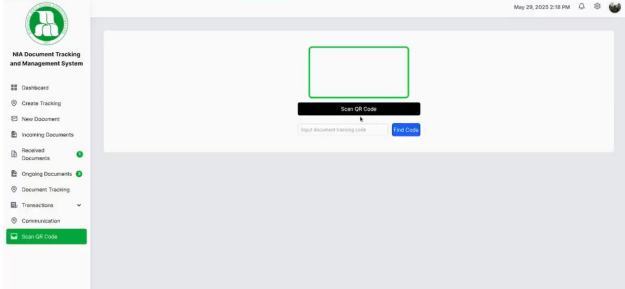 May 29, 2025 2:18 PM
NIA Document Tracking
and Management System
Dashboard
Create Tracking
New Document
Incoming Documents
Received
Documents
Ongoing Documents
Document Tracking
Transactions
Communication
Scan QR Code
Scan QR Code
Input document tracking code
Find Code